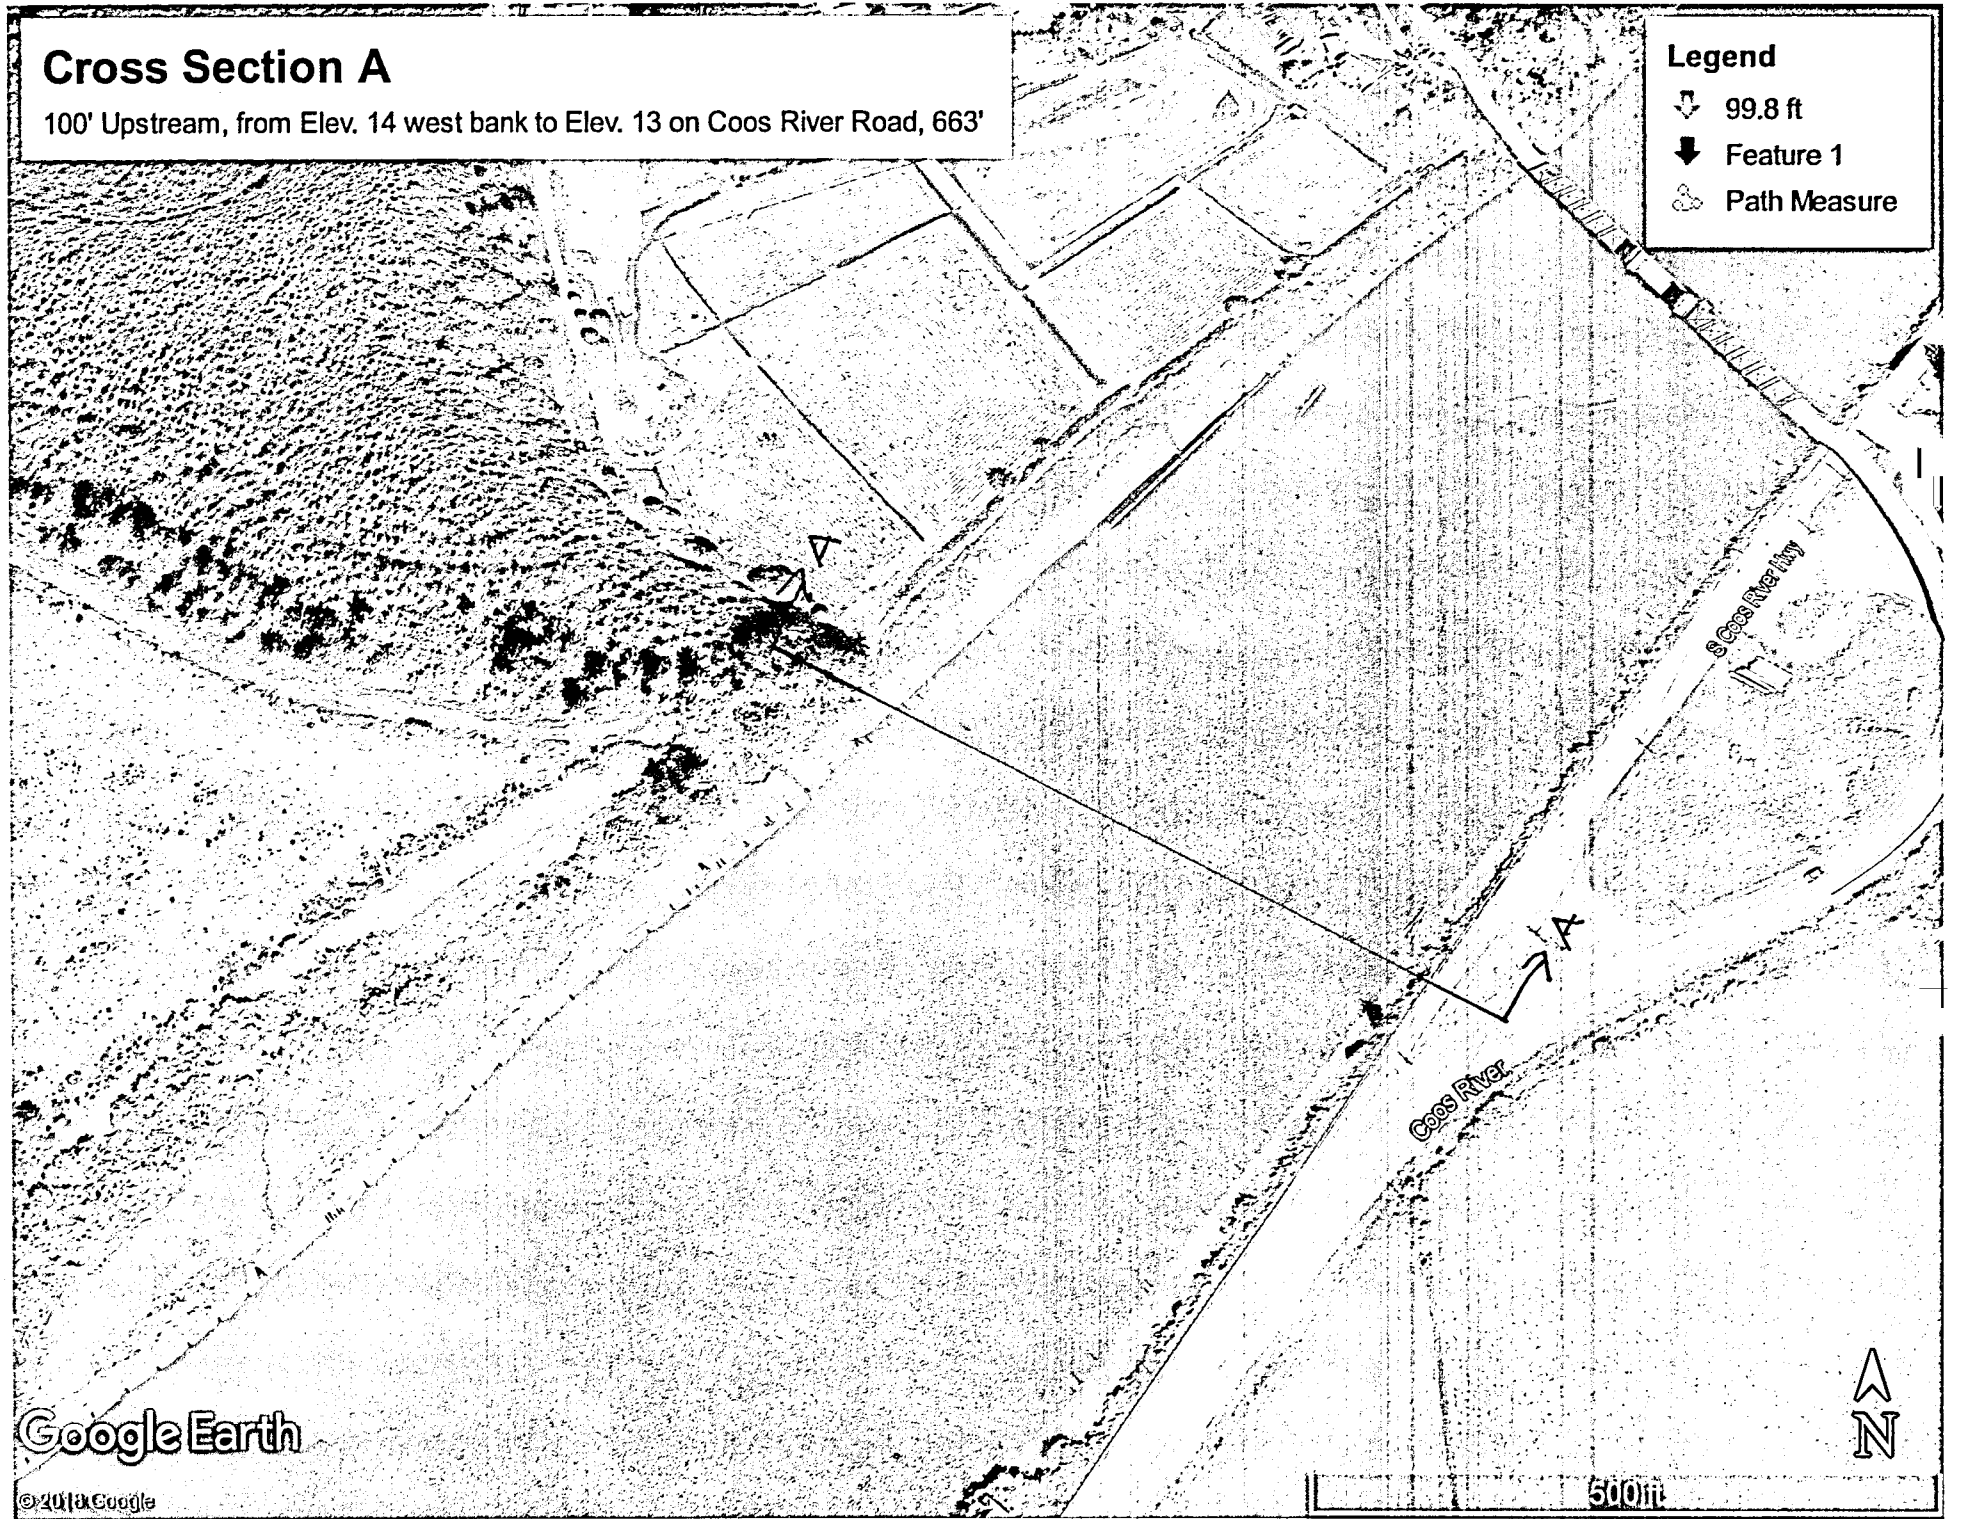 Cross Section A
100' Upstream, from Elev. 14 west bank to Elev. 13 on Coos River Road, 663'
Legend
99.8 ft
Feature 1
Path Measure
A
S Coos River Hwy
A
Coos River
N
Google Earth
© 2018 Google
500 ft